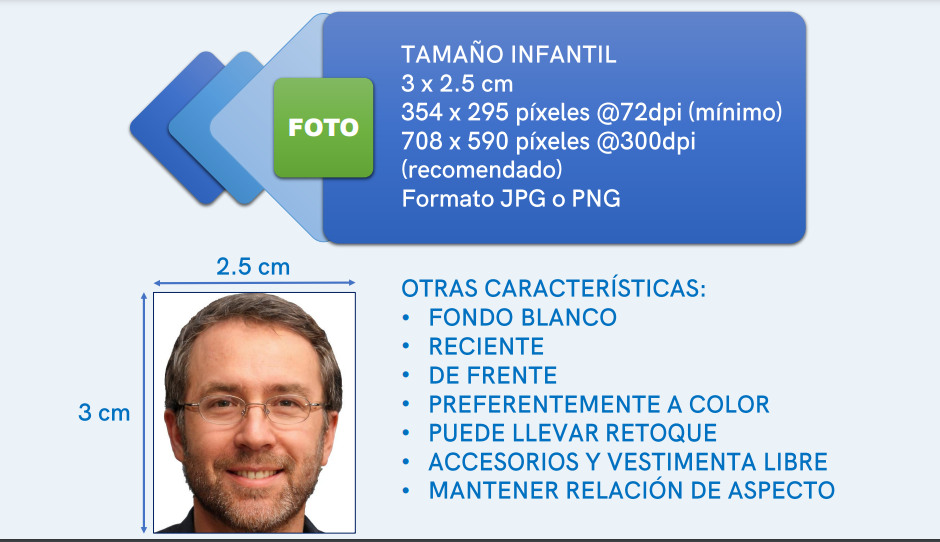 TAMAÑO INFANTIL
3 x 2.5 cm
354 x 295 píxeles @72dpi (mínimo)
708 x 590 píxeles @300dpi
(recomendado)
Formato JPG o PNG
FOTO
2.5 cm
3 cm
OTRAS CARACTERÍSTICAS:
• FONDO BLANCO
• RECIENTE
• DE FRENTE
• PREFERENTEMENTE A COLOR
• PUEDE LLEVAR RETOQUE
• ACCESORIOS Y VESTIMENTA LIBRE
• MANTENER RELACIÓN DE ASPECTO